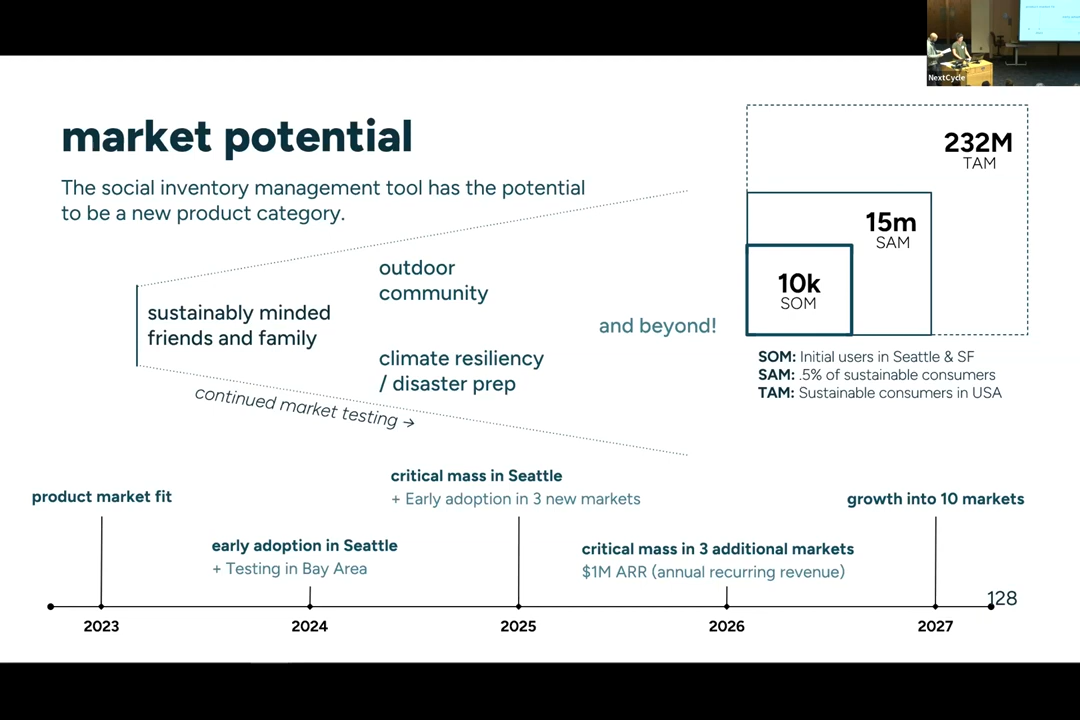 NextCycle
market potential
The social inventory management tool has the potential
to be a new product category.
232M
TAM
15m
SAM
10k
SOM
SOM: Initial users in Seattle & SF
SAM: .5% of sustainable consumers
TAM: Sustainable consumers in USA
sustainably minded
friends and family
outdoor
community
climate resiliency
/ disaster prep
and beyond!
continued market testing →
product market fit
early adoption in Seattle
+ Testing in Bay Area
critical mass in Seattle
+ Early adoption in 3 new markets
critical mass in 3 additional markets
$1M ARR (annual recurring revenue)
growth into 10 markets
128
2023
2024
2025
2026
2027